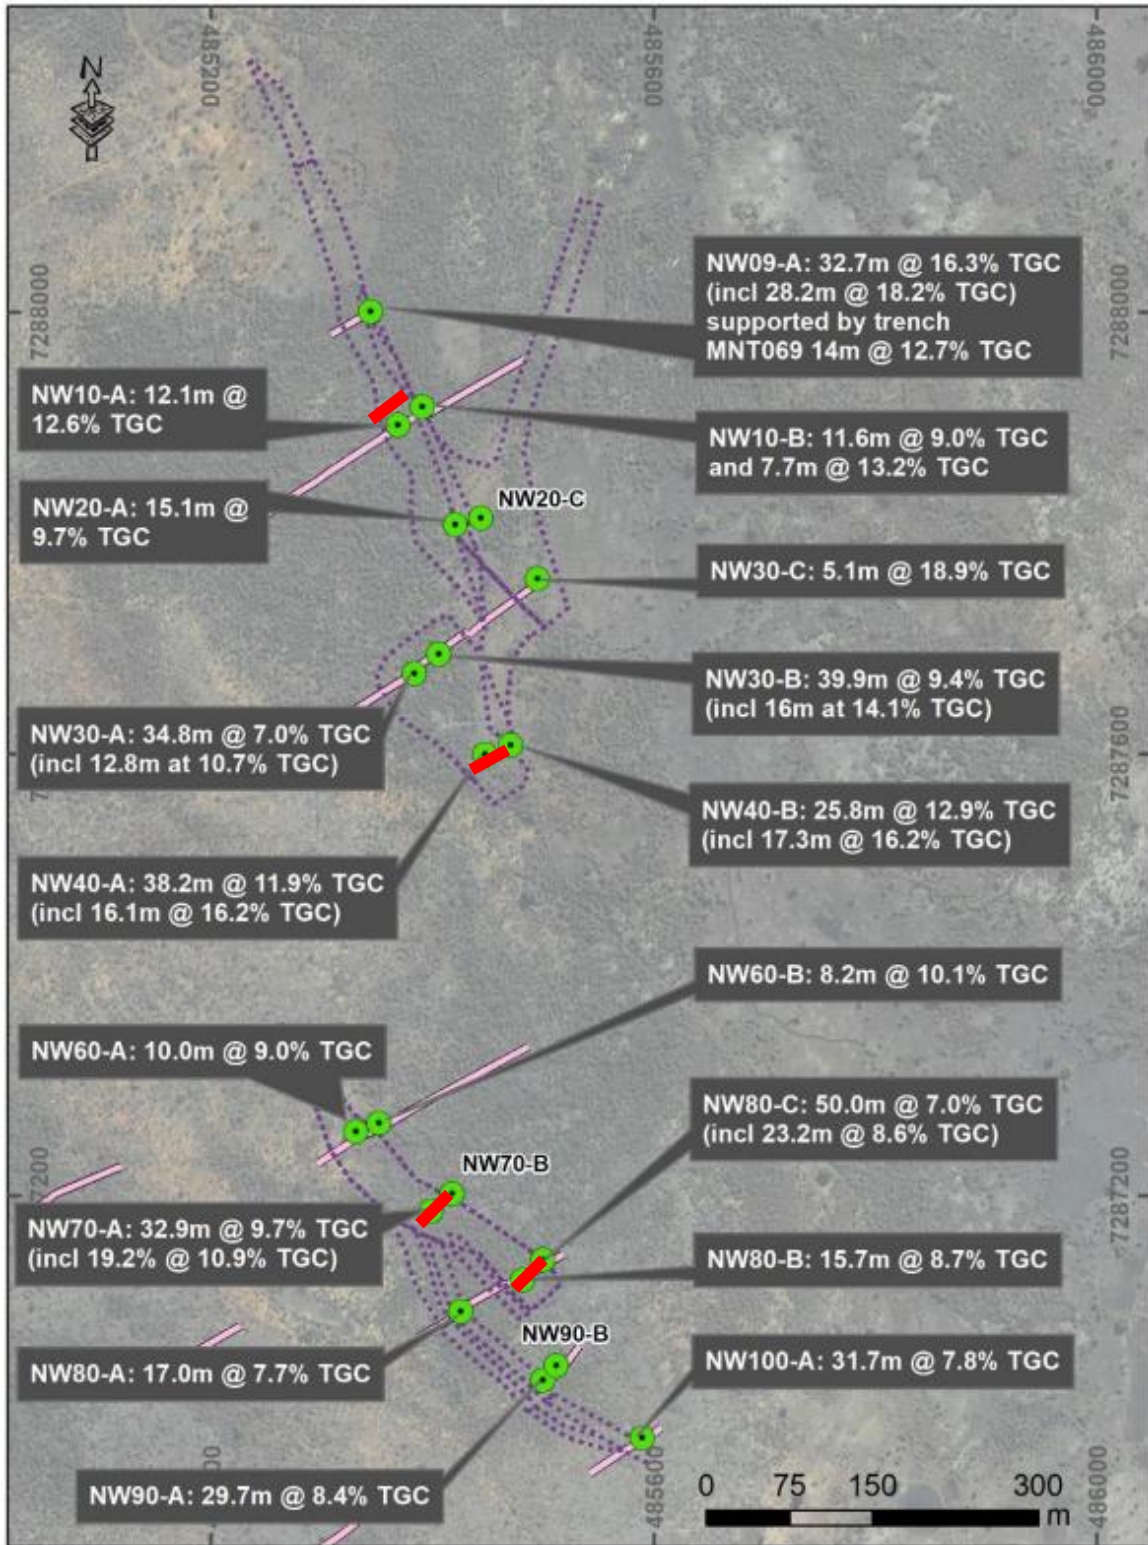 485200
485600
486000
N
7288000
7288000
NW09-A: 32.7m @ 16.3% TGC
(incl 28.2m @ 18.2% TGC)
supported by trench
MNT069 14m @ 12.7% TGC
NW10-A: 12.1m @
12.6% TGC
NW10-B: 11.6m @ 9.0% TGC
and 7.7m @ 13.2% TGC
NW20-A: 15.1m @
9.7% TGC
NW20-C
NW30-C: 5.1m @ 18.9% TGC
NW30-B: 39.9m @ 9.4% TGC
(incl 16m at 14.1% TGC)
NW30-A: 34.8m @ 7.0% TGC
(incl 12.8m at 10.7% TGC)
7287600
NW40-B: 25.8m @ 12.9% TGC
(incl 17.3m @ 16.2% TGC)
NW40-A: 38.2m @ 11.9% TGC
(incl 16.1m @ 16.2% TGC)
NW60-B: 8.2m @ 10.1% TGC
NW60-A: 10.0m @ 9.0% TGC
NW80-C: 50.0m @ 7.0% TGC
(incl 23.2m @ 8.6% TGC)
NW70-B
7200
7287200
NW70-A: 32.9m @ 9.7% TGC
(incl 19.2% @ 10.9% TGC)
NW80-B: 15.7m @ 8.7% TGC
NW90-B
NW80-A: 17.0m @ 7.7% TGC
NW100-A: 31.7m @ 7.8% TGC
NW90-A: 29.7m @ 8.4% TGC
485600
486000
0 75 150 300
m